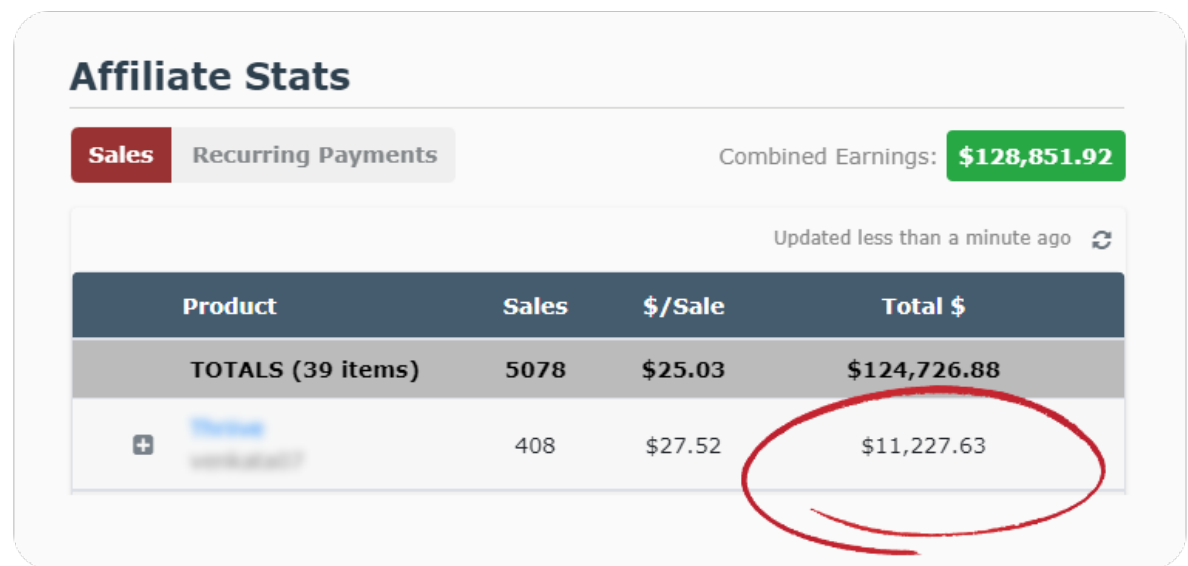 Affiliate Stats
Sales Recurring Payments Combined Earnings: $128,851.92
Updated less than a minute ago
Product Sales $/Sale Total $
TOTALS (39 items) 5078 $25.03 $124,726.88
408 $27.52 $11,227.63